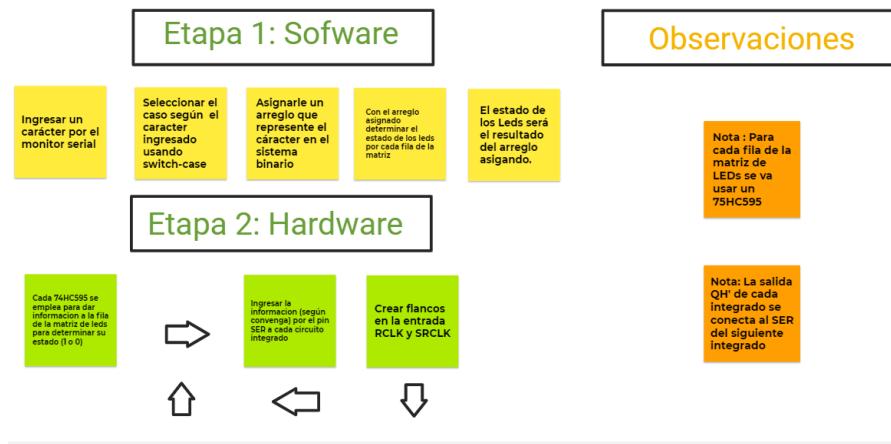 Etapa 1: Sofware
Observaciones
Ingresar un
carácter por el
monitor serial
Seleccionar el
caso según el
caracter
ingresado
usando
switch-case
Asignarle un
arreglo que
represente el
cáracter en el
sistema
binario
Con el arreglo
asignado
determinar el
estado de los leds
por cada fila de la
matriz
El estado de
los Leds será
el resultado
del arreglo
asigando.
Nota : Para
cada fila de la
matriz de
LEDs se va
usar un
75HC595
Etapa 2: Hardware
Cada 74HC595 se
emplea para dar
informacion a la fila
de la matriz de leds
para determinar su
estado (1 o 0)
Ingresar la
informacion (según
convenga) por el pin
SER a cada circuito
integrado
Crear flancos
en la entrada
RCLK y SRCLK
Nota: La salida
QH' de cada
integrado se
conecta al SER
del siguiente
integrado